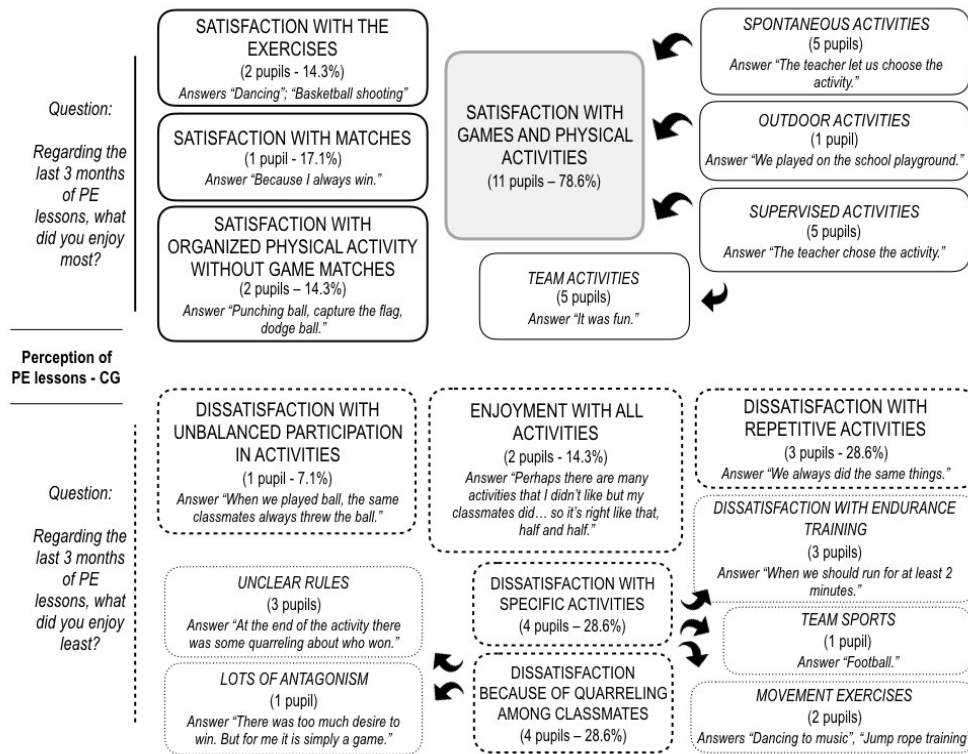 Question:
Regarding the
last 3 months
of PE
lessons, what
did you enjoy
most?
SATISFACTION WITH THE
EXERCISES
(2 pupils - 14.3%)
Answers “Dancing”; “Basketball shooting”
SATISFACTION WITH MATCHES
(1 pupil - 17.1%)
Answer “Because I always win.”
SATISFACTION WITH
ORGANIZED PHYSICAL ACTIVITY
WITHOUT GAME MATCHES
(2 pupils – 14.3%)
Answer “Punching ball, capture the flag,
dodge ball.”
SATISFACTION WITH
GAMES AND PHYSICAL
ACTIVITIES
(11 pupils – 78.6%)
SPONTANEOUS ACTIVITIES
(5 pupils)
Answer “The teacher let us choose the
activity.”
OUTDOOR ACTIVITIES
(1 pupil)
Answer “We played on the school playground.”
SUPERVISED ACTIVITIES
(5 pupils)
Answer “The teacher chose the activity.”
TEAM ACTIVITIES
(5 pupils)
Answer “It was fun.”
Perception of
PE lessons - CG
Question:
Regarding the
last 3 months
of PE
lessons, what
did you enjoy
least?
DISSATISFACTION WITH
UNBALANCED PARTICIPATION
IN ACTIVITIES
(1 pupil - 7.1%)
Answer “When we played ball, the same
classmates always threw the ball.”
ENJOYMENT WITH ALL
ACTIVITIES
(2 pupils - 14.3%)
Answer “Perhaps there are many
activities that I didn’t like but my
classmates did… so it’s right like that,
half and half.”
DISSATISFACTION WITH
REPETITIVE ACTIVITIES
(3 pupils - 28.6%)
Answer “We always did the same things.”
DISSATISFACTION WITH ENDURANCE
TRAINING
(3 pupils)
Answer “When we should run for at least 2
minutes.”
UNCLEAR RULES
(3 pupils)
Answer “At the end of the activity there
was some quarreling about who won.”
DISSATISFACTION WITH
SPECIFIC ACTIVITIES
(4 pupils – 28.6%)
TEAM SPORTS
(1 pupil)
Answer “Football.”
LOTS OF ANTAGONISM
(1 pupil)
Answer “There was too much desire to
win. But for me it is simply a game.”
DISSATISFACTION
BECAUSE OF QUARRELING
AMONG CLASSMATES
(4 pupils – 28.6%)
MOVEMENT EXERCISES
(2 pupils)
Answers “Dancing to music”, “Jump rope training